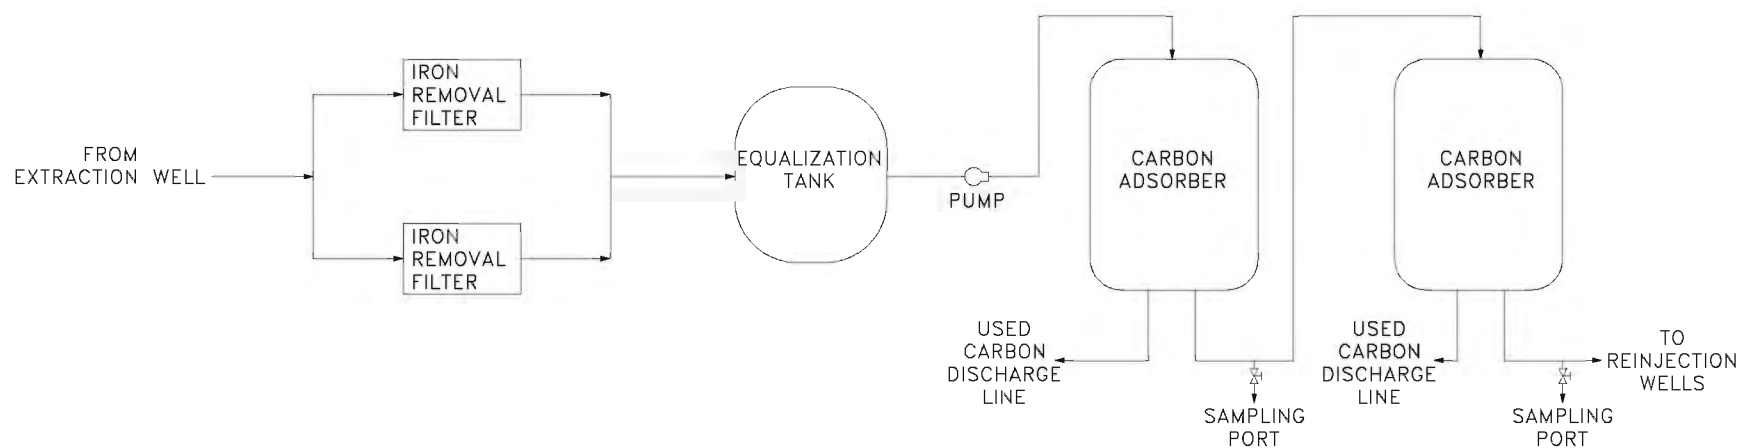 FROM
EXTRACTION WELL
IRON
REMOVAL
FILTER
IRON
REMOVAL
FILTER
EQUALIZATION
TANK
PUMP
CARBON
ADSORBER
USED
CARBON
DISCHARGE
LINE
SAMPLING
PORT
CARBON
ADSORBER
USED
CARBON
DISCHARGE
LINE
SAMPLING
PORT
TO
REINJECTION
WELLS